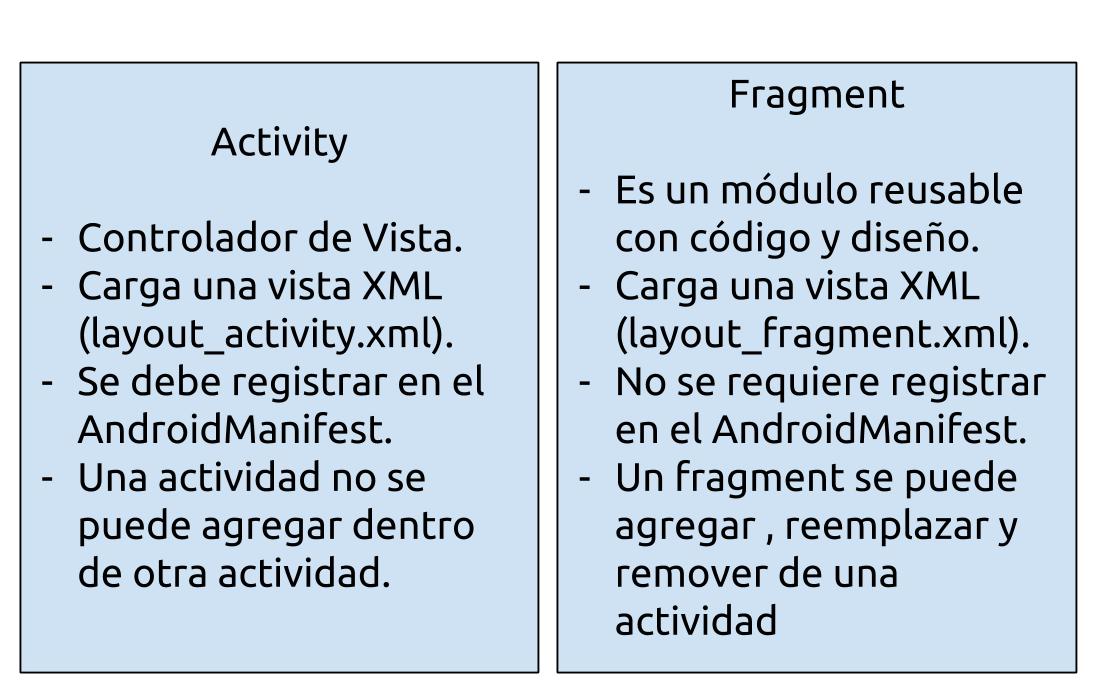 Activity
- Controlador de Vista.
- Carga una vista XML
(layout_activity.xml).
- Se debe registrar en el
AndroidManifest.
- Una actividad no se
puede agregar dentro
de otra actividad.
Fragment
- Es un módulo reusable
con código y diseño.
- Carga una vista XML
(layout_fragment.xml).
- No se requiere registrar
en el AndroidManifest.
- Un fragment se puede
agregar , reemplazar y
remover de una
actividad